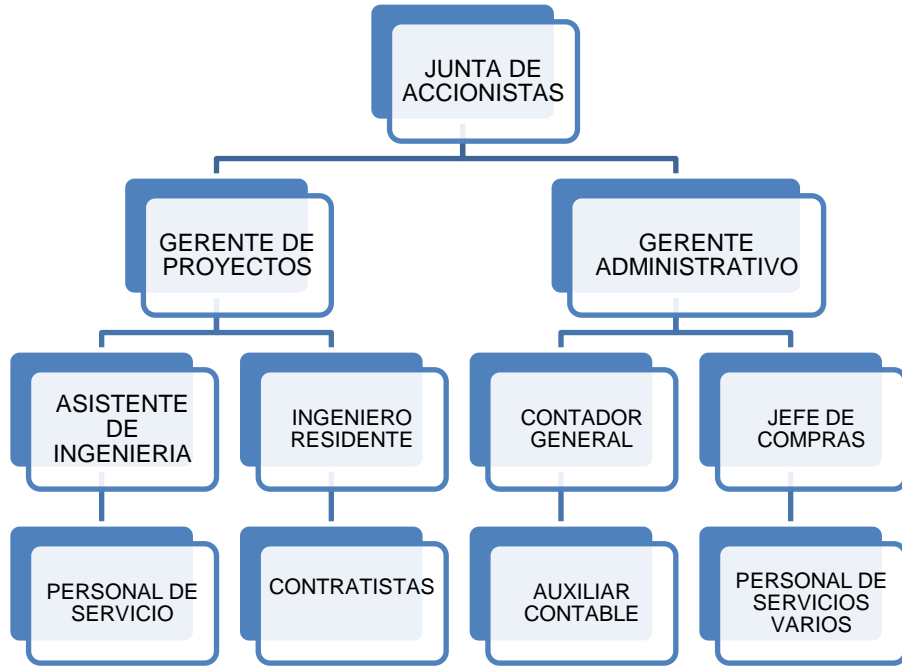 JUNTA DE
ACCIONISTAS
GERENTE DE
PROYECTOS
GERENTE
ADMINISTRATIVO
ASISTENTE
DE
INGENIERIA
INGENIERO
RESIDENTE
CONTADOR
GENERAL
JEFE DE
COMPRAS
PERSONAL DE
SERVICIO
CONTRATISTAS
AUXILIAR
CONTABLE
PERSONAL DE
SERVICIOS
VARIOS